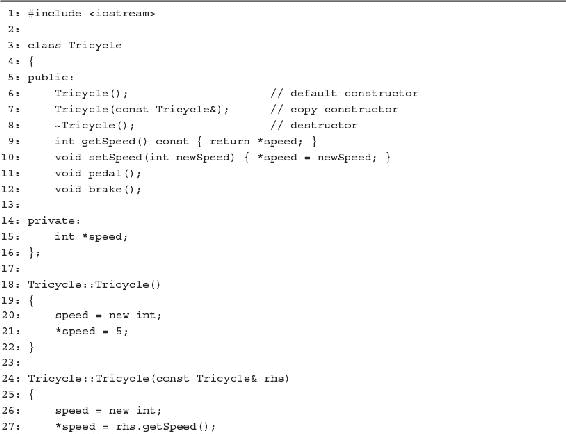 1: #include <iostream>
2:
3: class Tricycle
4: {
5: public:
6:     Tricycle();                    // default constructor
7:     Tricycle(const Tricycle&);     // copy constructor
8:     ~Tricycle();                   // destructor
9:     int getSpeed() const { return *speed; }
10:     void setSpeed(int newSpeed) { *speed = newSpeed; }
11:     void pedal();
12:     void brake();
13:
14: private:
15:     int *speed;
16: };
17:
18: Tricycle::Tricycle()
19: {
20:     speed = new int;
21:     *speed = 5;
22: }
23:
24: Tricycle::Tricycle(const Tricycle& rhs)
25: {
26:     speed = new int;
27:     *speed = rhs.getSpeed();